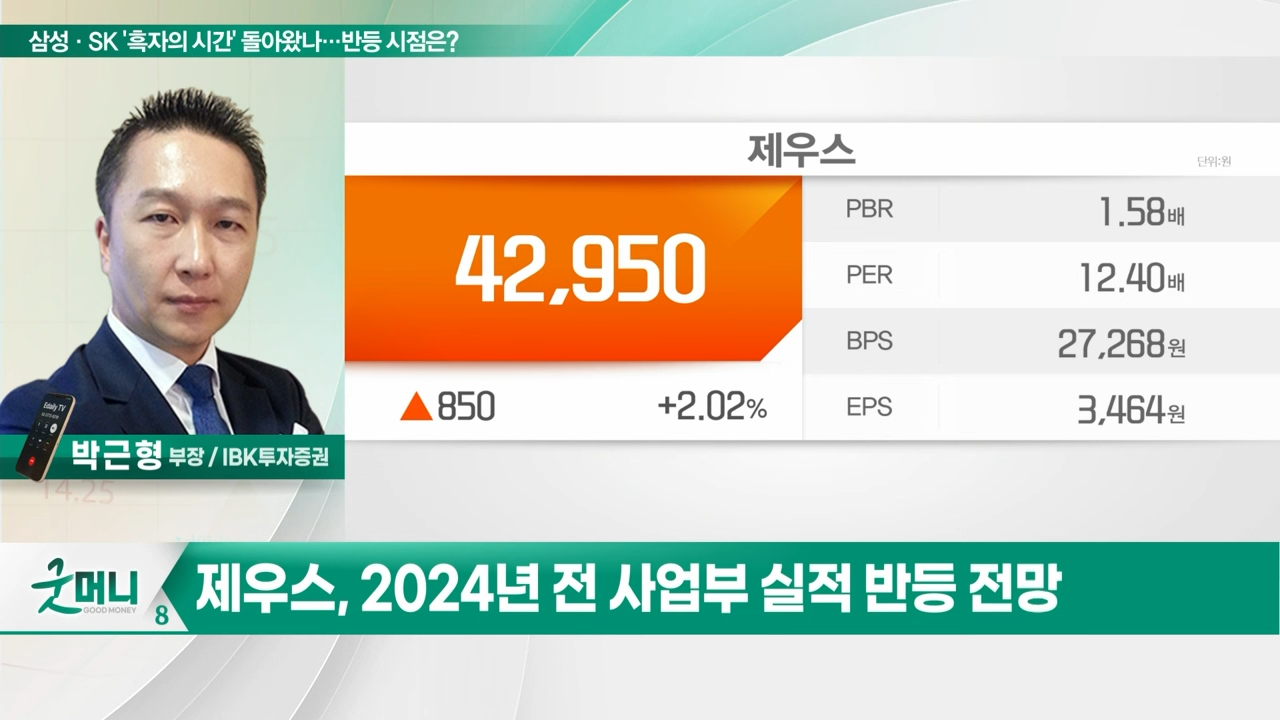 삼성·SK '흑자의 시간' 돌아왔나…반등 시점은?
제우스
단위:원
42,950
▲850 +2.02%
PBR 1.58배
PER 12.40배
BPS 27,268원
EPS 3,464원
Edaily TV
박근형 부장 / IBK투자증권
14.25
굿머니
GOOD MONEY
8
제우스, 2024년 전 사업부 실적 반등 전망